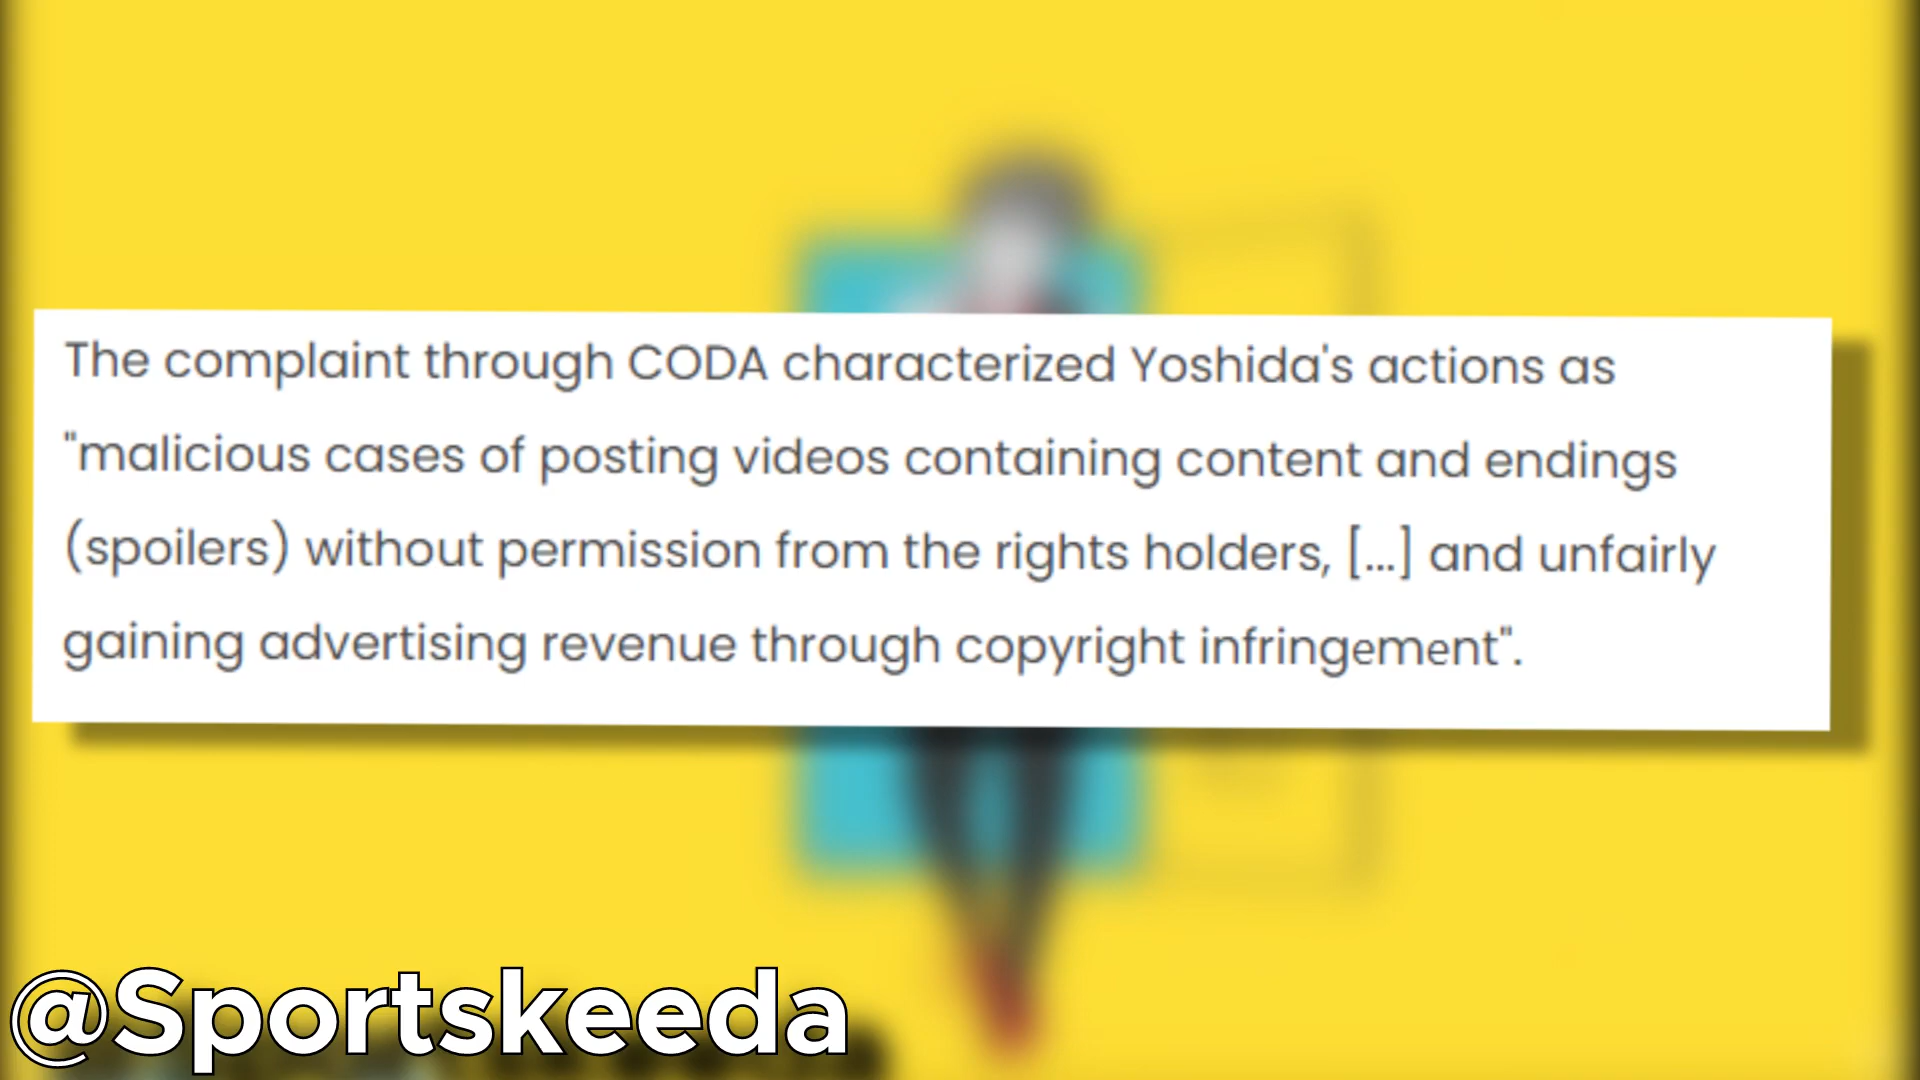 The complaint through CODA characterized Yoshida's actions as
"malicious cases of posting videos containing content and endings
(spoilers) without permission from the rights holders, [...] and unfairly
gaining advertising revenue through copyright infringement".
@Sportskeeda